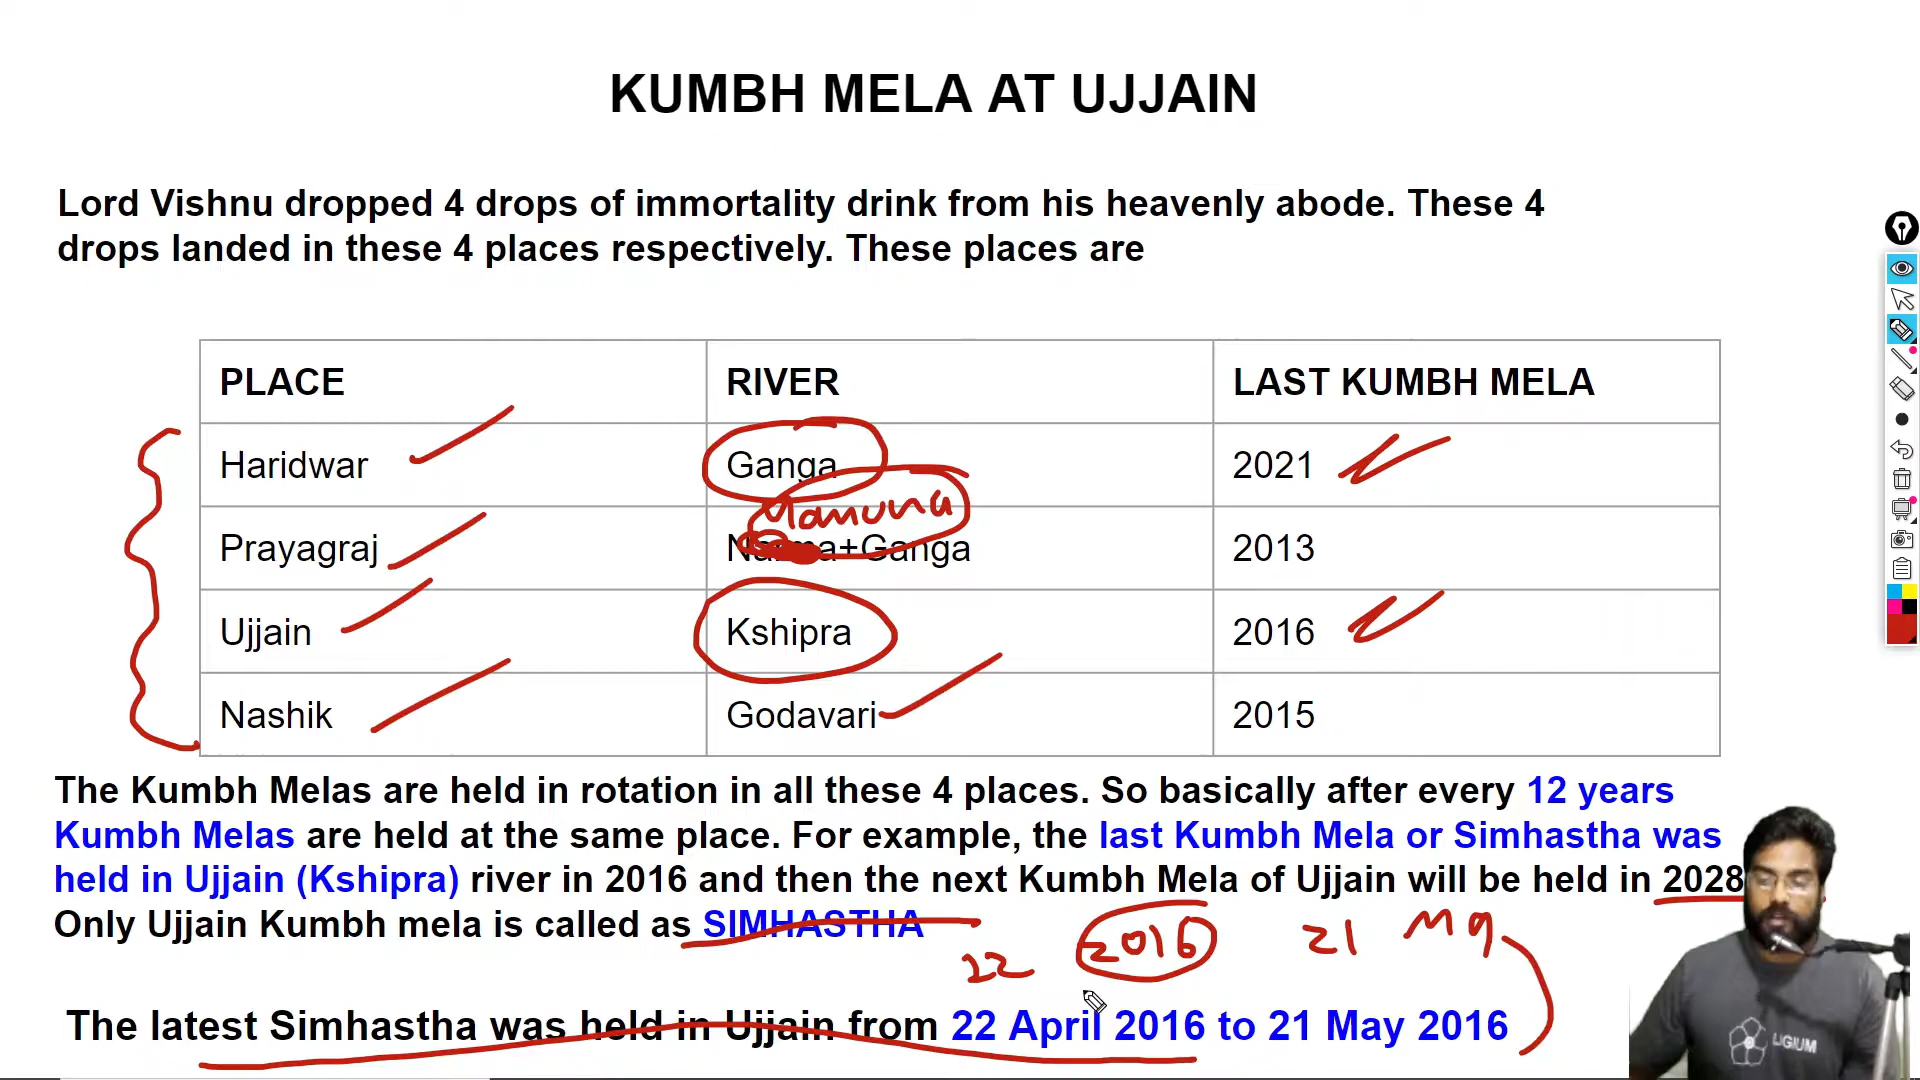 KUMBH MELA AT UJJAIN
Lord Vishnu dropped 4 drops of immortality drink from his heavenly abode. These 4
drops landed in these 4 places respectively. These places are
PLACE RIVER LAST KUMBH MELA
Haridwar Ganga 2021
Yamuna
Prayagraj +Ganga 2013
Ujjain Kshipra 2016
Nashik Godavari 2015
The Kumbh Melas are held in rotation in all these 4 places. So basically after every 12 years
Kumbh Melas are held at the same place. For example, the last Kumbh Mela or Simhastha was
held in Ujjain (Kshipra) river in 2016 and then the next Kumbh Mela of Ujjain will be held in 2028
Only Ujjain Kumbh mela is called as SIMHASTHA
22 2016 21 Ma
The latest Simhastha was held in Ujjain from 22 April 2016 to 21 May 2016
LIGIUM